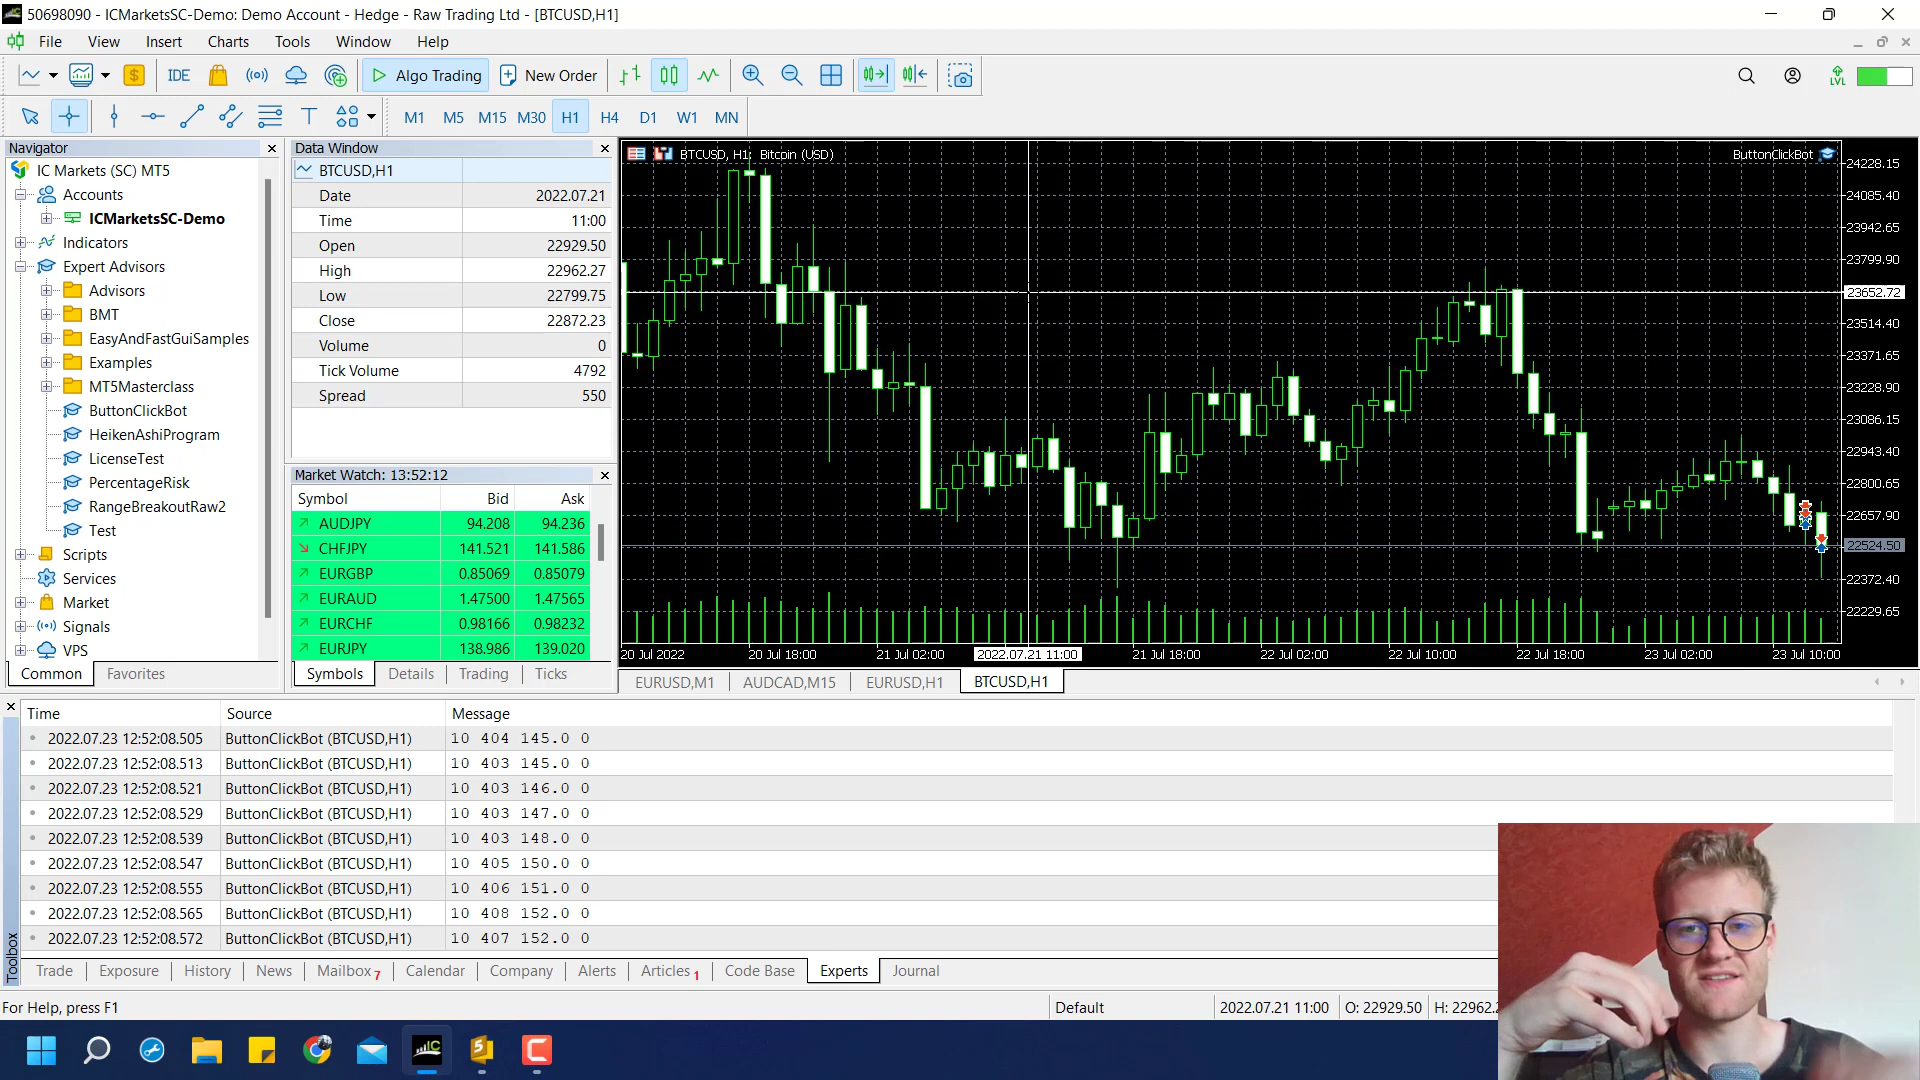 50698090 - ICMarketsSC-Demo: Demo Account - Hedge - Raw Trading Ltd - [BTCUSD,H1]
File View Insert Charts Tools Window Help
IDE Algo Trading New Order LVL
M1 M5 M15 M30 H1 H4 D1 W1 MN
Navigator
IC Markets (SC) MT5
Accounts
ICMarketsSC-Demo
Indicators
Expert Advisors
Advisors
BMT
EasyAndFastGuiSamples
Examples
MT5Masterclass
ButtonClickBot
HeikenAshiProgram
LicenseTest
PercentageRisk
RangeBreakoutRaw2
Test
Scripts
Services
Market
Signals
VPS
Common Favorites
Data Window
BTCUSD,H1
Date 2022.07.21
Time 11:00
Open 22929.50
High 22962.27
Low 22799.75
Close 22872.23
Volume 0
Tick Volume 4792
Spread 550
Market Watch: 13:52:12
Symbol Bid Ask
AUDJPY 94.208 94.236
CHFJPY 141.521 141.586
EURGBP 0.85069 0.85079
EURAUD 1.47500 1.47565
EURCHF 0.98166 0.98232
EURJPY 138.986 139.020
Symbols Details Trading Ticks
BTCUSD, H1: Bitcoin (USD)
ButtonClickBot
24228.15
24085.40
23942.65
23799.90
23652.72
23514.40
23371.65
23228.90
23086.15
22943.40
22800.65
22657.90
22524.50
22372.40
22229.65
20 Jul 2022 20 Jul 18:00 21 Jul 02:00 2022.07.21 11:00 21 Jul 18:00 22 Jul 02:00 22 Jul 10:00 22 Jul 18:00 23 Jul 02:00 23 Jul 10:00
EURUSD,M1 AUDCAD,M15 EURUSD,H1 BTCUSD,H1
Time Source Message
2022.07.23 12:52:08.505 ButtonClickBot (BTCUSD,H1) 10 404 145.0 0
2022.07.23 12:52:08.513 ButtonClickBot (BTCUSD,H1) 10 403 145.0 0
2022.07.23 12:52:08.521 ButtonClickBot (BTCUSD,H1) 10 403 146.0 0
2022.07.23 12:52:08.529 ButtonClickBot (BTCUSD,H1) 10 403 147.0 0
2022.07.23 12:52:08.539 ButtonClickBot (BTCUSD,H1) 10 403 148.0 0
2022.07.23 12:52:08.547 ButtonClickBot (BTCUSD,H1) 10 405 150.0 0
2022.07.23 12:52:08.555 ButtonClickBot (BTCUSD,H1) 10 406 151.0 0
2022.07.23 12:52:08.565 ButtonClickBot (BTCUSD,H1) 10 408 152.0 0
2022.07.23 12:52:08.572 ButtonClickBot (BTCUSD,H1) 10 407 152.0 0
Toolbox
Trade Exposure History News Mailbox 7 Calendar Company Alerts Articles 1 Code Base Experts Journal
For Help, press F1 Default 2022.07.21 11:00 O: 22929.50 H: 22962.2